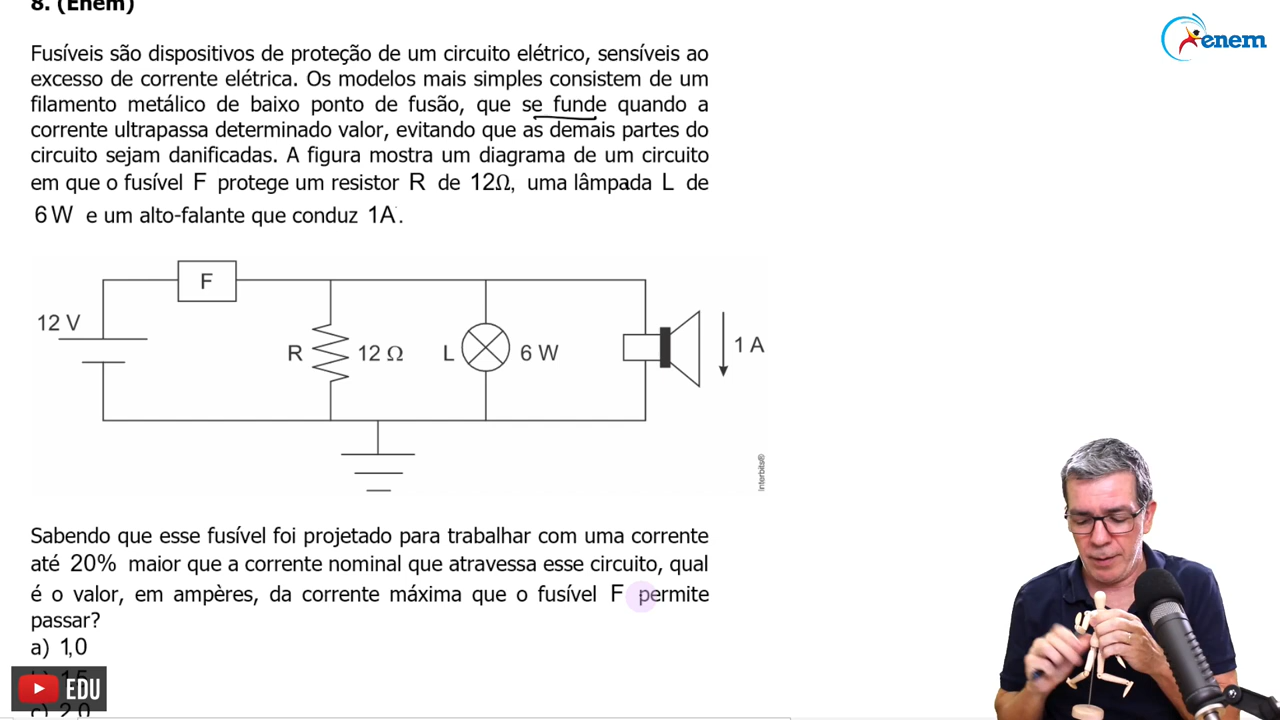 8. (Enem)
enem
Fusíveis são dispositivos de proteção de um circuito elétrico, sensíveis ao
excesso de corrente elétrica. Os modelos mais simples consistem de um
filamento metálico de baixo ponto de fusão, que se funde quando a
corrente ultrapassa determinado valor, evitando que as demais partes do
circuito sejam danificadas. A figura mostra um diagrama de um circuito
em que o fusível F protege um resistor R de 12Ω, uma lâmpada L de
6 W e um alto-falante que conduz 1A.
F
12 V
R 12 Ω L 6 W 1 A
Interbits®
Sabendo que esse fusível foi projetado para trabalhar com uma corrente
até 20% maior que a corrente nominal que atravessa esse circuito, qual
é o valor, em ampères, da corrente máxima que o fusível F permite
passar?
a) 1,0
EDU
c) 2,0